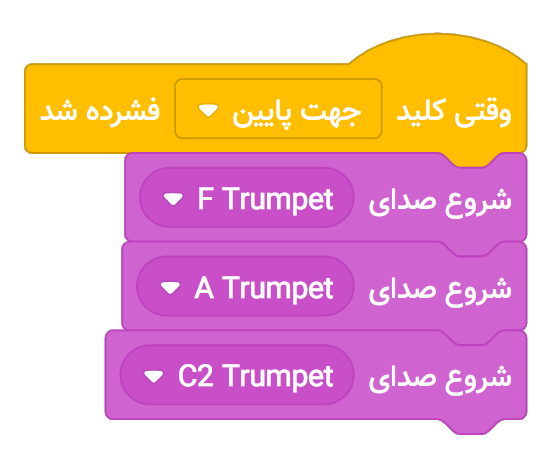 وقتی کلید جهت پایین فشرده شد
شروع صدای F Trumpet
شروع صدای A Trumpet
شروع صدای C2 Trumpet